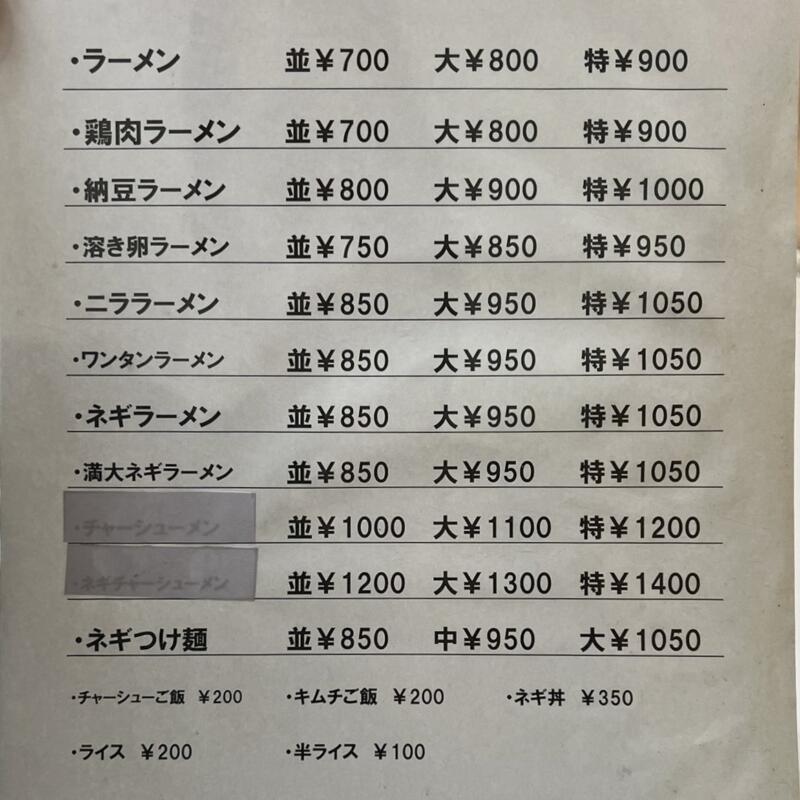 ・ラーメン 並￥700 大￥800 特￥900
・鶏肉ラーメン 並￥700 大￥800 特￥900
・納豆ラーメン 並￥800 大￥900 特￥1000
・溶き卵ラーメン 並￥750 大￥850 特￥950
・ニララーメン 並￥850 大￥950 特￥1050
・ワンタンラーメン 並￥850 大￥950 特￥1050
・ネギラーメン 並￥850 大￥950 特￥1050
・満大ネギラーメン 並￥850 大￥950 特￥1050
・チャーシューメン 並￥1000 大￥1100 特￥1200
・ネギチャーシューメン 並￥1200 大￥1300 特￥1400
・ネギつけ麺 並￥850 中￥950 大￥1050
・チャーシューご飯 ￥200 ・キムチご飯 ￥200 ・ネギ丼 ￥350
・ライス ￥200 ・半ライス ￥100